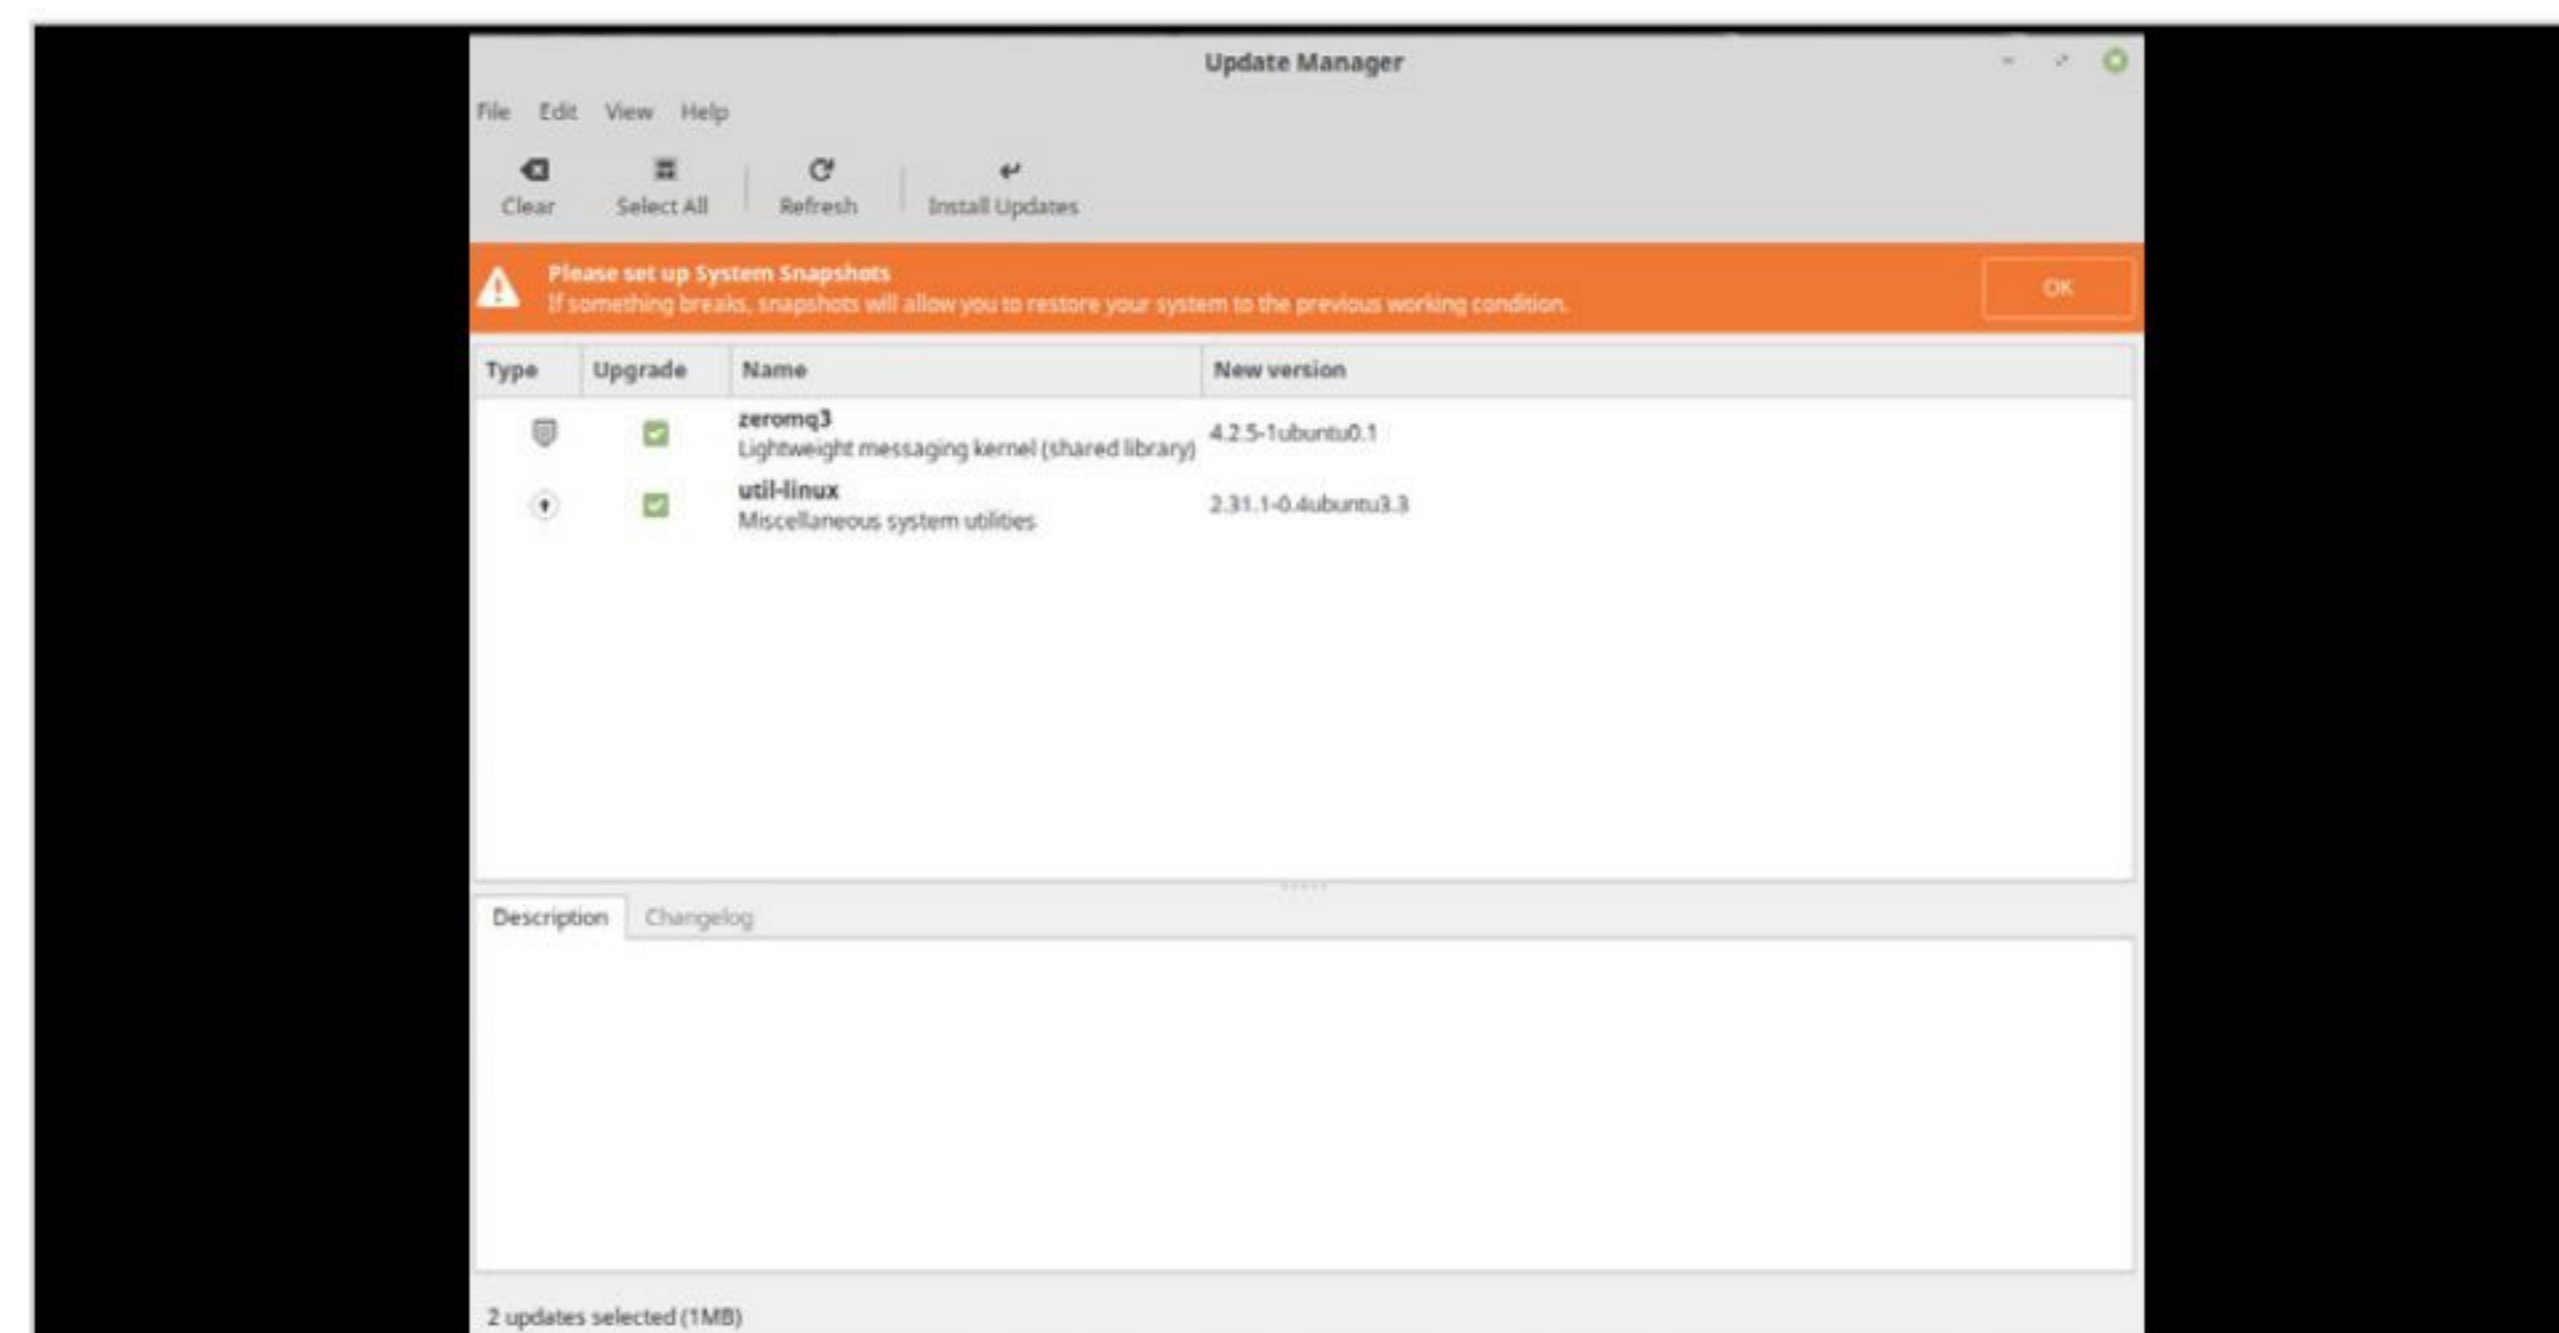 Update Manager
File Edit View Help
Clear Select All Refresh Install Updates
Please set up System Snapshots
If something breaks, snapshots will allow you to restore your system to the previous working condition.
OK
Type Upgrade Name New version
zeromq3
Lightweight messaging kernel (shared library) 4.2.5-1ubuntu0.1
util-linux
Miscellaneous system utilities 2.31.1-0.4ubuntu3.3
Description Changelog
2 updates selected (1MB)